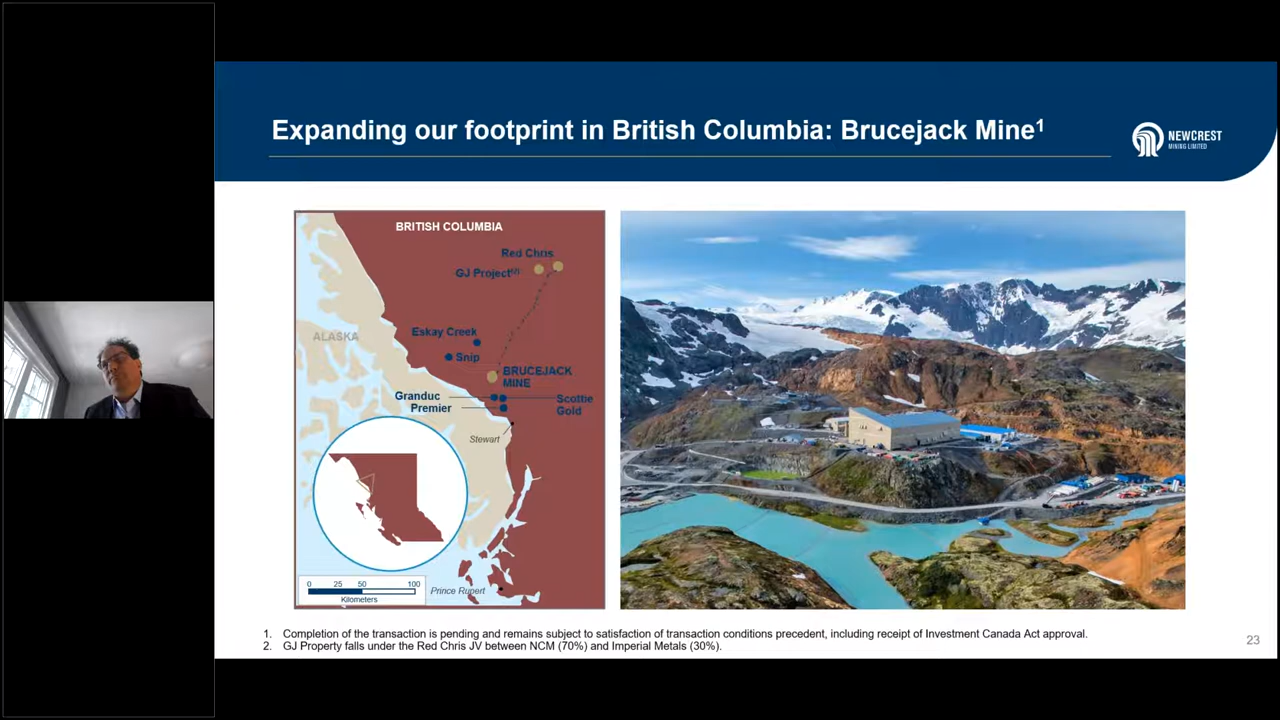 Expanding our footprint in British Columbia: Brucejack Mine¹
NEWCREST
MINING LIMITED
BRITISH COLUMBIA
Red Chris
GJ Project⁽²⁾
ALASKA
Eskay Creek
Snip
BRUCEJACK
MINE
Granduc
Premier
Scottie
Gold
Stewart
0 25 50 100
Kilometers
Prince Rupert
1. Completion of the transaction is pending and remains subject to satisfaction of transaction conditions precedent, including receipt of Investment Canada Act approval.
2. GJ Property falls under the Red Chris JV between NCM (70%) and Imperial Metals (30%).
23